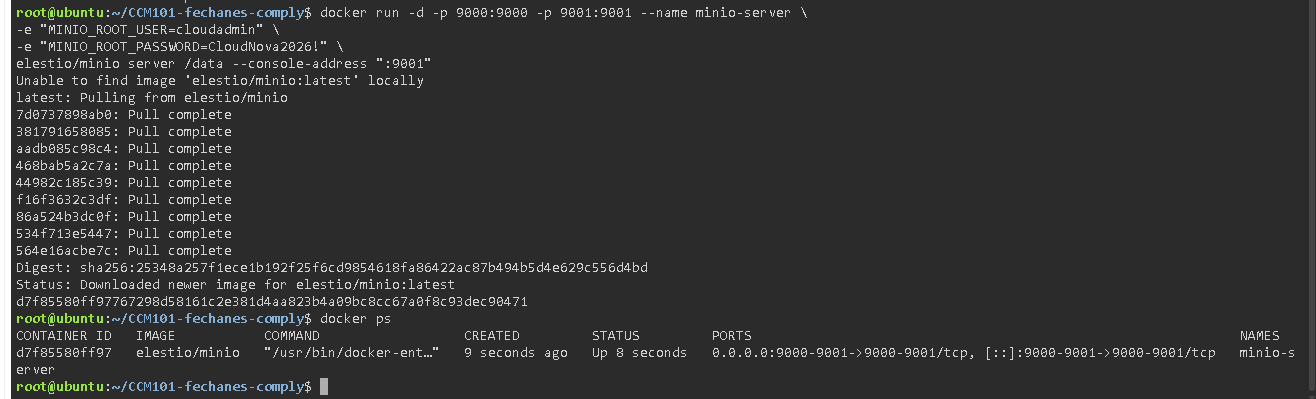 root@ubuntu:~/CCM101-fechanes-comply$ docker run -d -p 9000:9000 -p 9001:9001 --name minio-server \
-e "MINIO_ROOT_USER=cloudadmin" \
-e "MINIO_ROOT_PASSWORD=CloudNova2026!" \
elestio/minio server /data --console-address ":9001"
Unable to find image 'elestio/minio:latest' locally
latest: Pulling from elestio/minio
7d0737898ab0: Pull complete
381791658085: Pull complete
aadb085c98c4: Pull complete
468bab5a2c7a: Pull complete
44982c185c39: Pull complete
f16f3632c3df: Pull complete
86a524b3dc0f: Pull complete
534f713e5447: Pull complete
564e16acbe7c: Pull complete
Digest: sha256:25348a257f1ece1b192f25f6cd9854618fa86422ac87b494b5d4e629c556d4bd
Status: Downloaded newer image for elestio/minio:latest
d7f85580ff97767298d58161c2e381d4aa823b4a09bc8cc67a0f8c93dec90471
root@ubuntu:~/CCM101-fechanes-comply$ docker ps
CONTAINER ID   IMAGE           COMMAND                  CREATED         STATUS         PORTS                                                             NAMES
d7f85580ff97   elestio/minio   "/usr/bin/docker-ent…"   9 seconds ago   Up 8 seconds   0.0.0.0:9000-9001->9000-9001/tcp, [::]:9000-9001->9000-9001/tcp   minio-s
erver
root@ubuntu:~/CCM101-fechanes-comply$